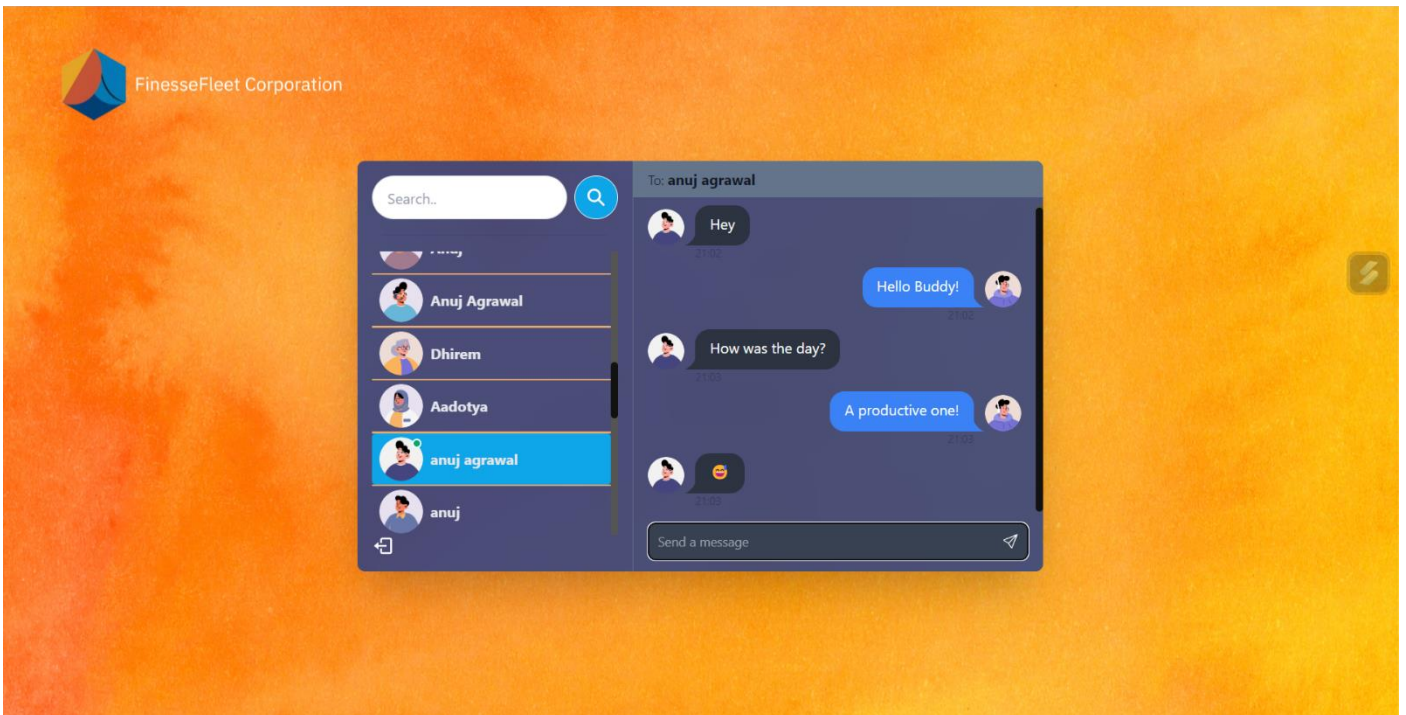 FinesseFleet Corporation
Search..
Anuj
Anuj Agrawal
Dhirem
Aadotya
anuj agrawal
anuj
To: anuj agrawal
Hey
21:02
Hello Buddy!
21:02
How was the day?
21:03
A productive one!
21:03
😅
21:03
Send a message